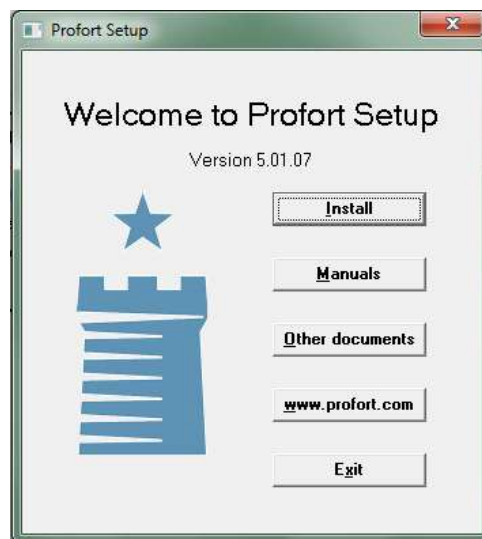 Profort Setup
Welcome to Profort Setup
Version 5.01.07
Install
Manuals
Other documents
www.profort.com
Exit